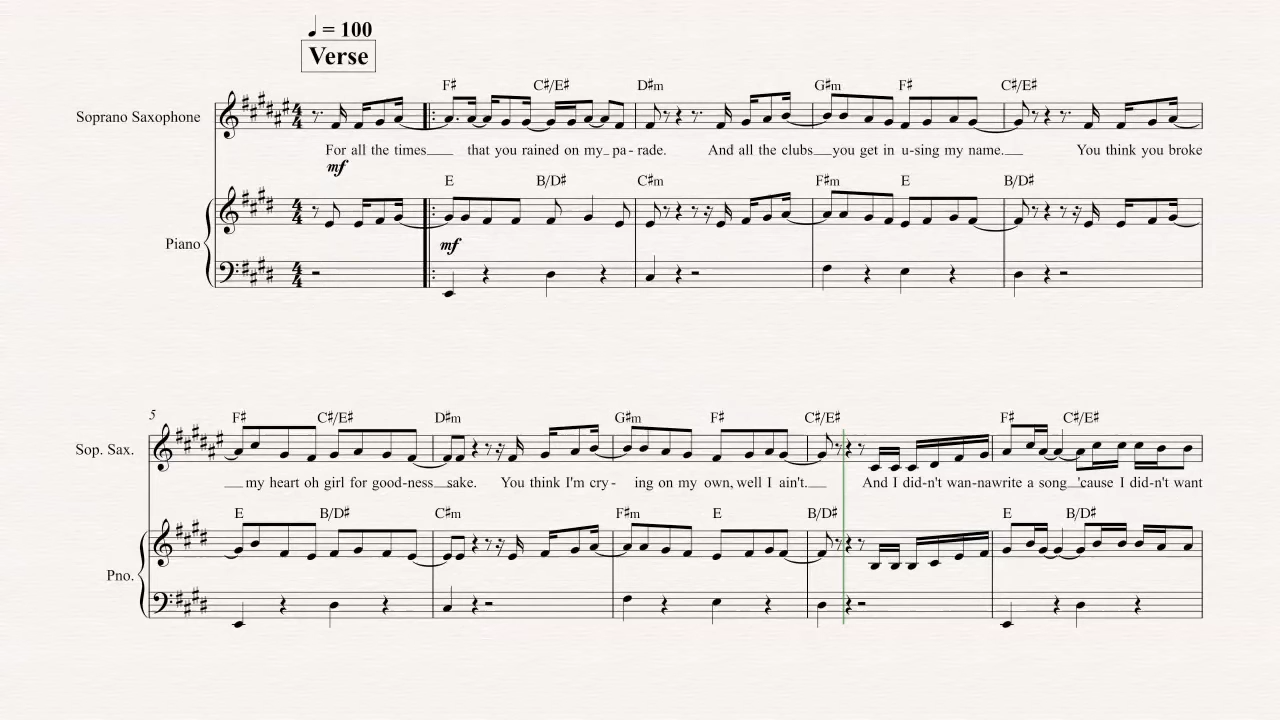 ♩ = 100
Verse
F♯ C♯/E♯ D♯m G♯m F♯ C♯/E♯
Soprano Saxophone
For all the times that you rained on my pa - rade. And all the clubs you get in u-sing my name. You think you broke
mf
E B/D♯ C♯m F♯m E B/D♯
Piano
mf
5
F♯ C♯/E♯ D♯m G♯m F♯ C♯/E♯ F♯ C♯/E♯
Sop. Sax.
my heart oh girl for good-ness sake. You think I'm cry - ing on my own, well I ain't. And I did-n't wan-nawrite a song 'cause I did-n't want
E B/D♯ C♯m F♯m E B/D♯ E B/D♯
Pno.